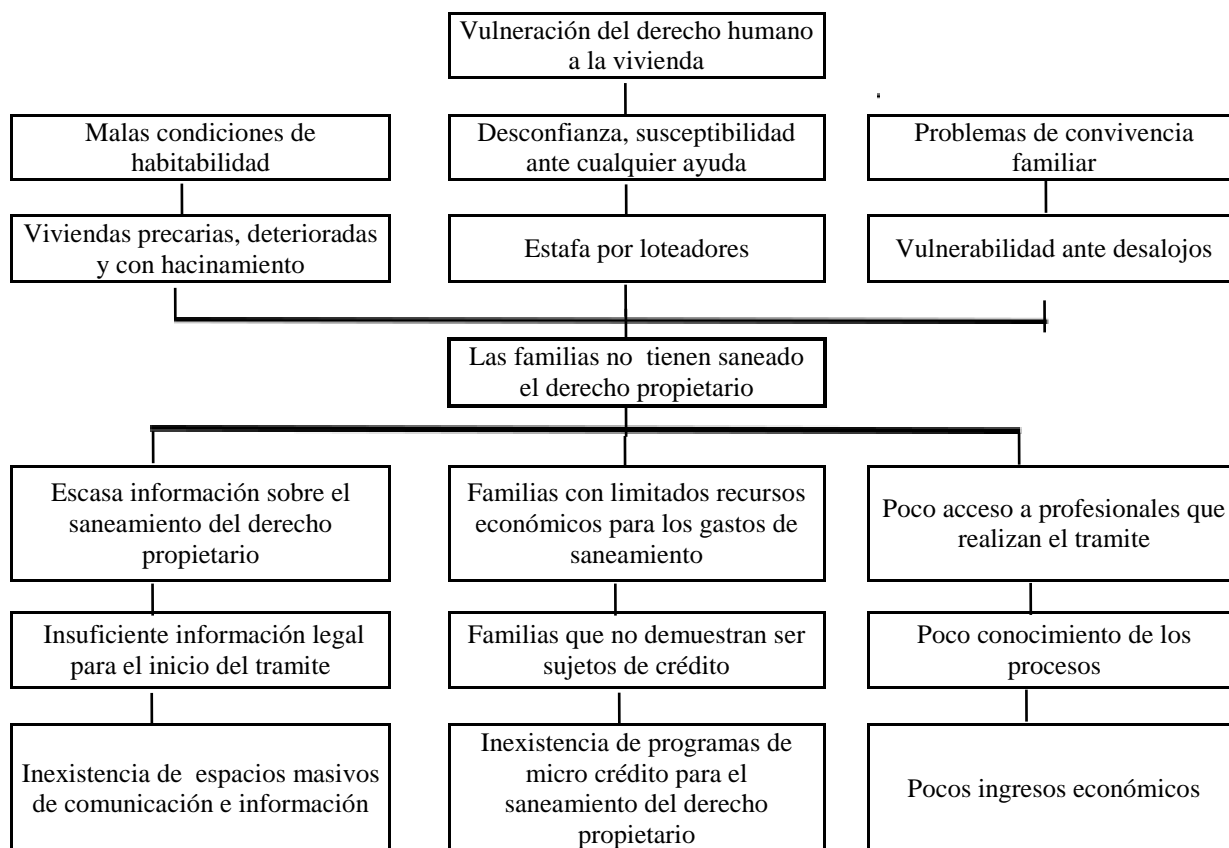 Vulneración del derecho humano
a la vivienda
Malas condiciones de
habitabilidad
Desconfianza, susceptibilidad
ante cualquier ayuda
Problemas de convivencia
familiar
Viviendas precarias, deterioradas
y con hacinamiento
Estafa por loteadores
Vulnerabilidad ante desalojos
Las familias no tienen saneado
el derecho propietario
Escasa información sobre el
saneamiento del derecho
propietario
Familias con limitados recursos
económicos para los gastos de
saneamiento
Poco acceso a profesionales que
realizan el tramite
Insuficiente información legal
para el inicio del tramite
Familias que no demuestran ser
sujetos de crédito
Poco conocimiento de los
procesos
Inexistencia de espacios masivos
de comunicación e información
Inexistencia de programas de
micro crédito para el
saneamiento del derecho
propietario
Pocos ingresos económicos